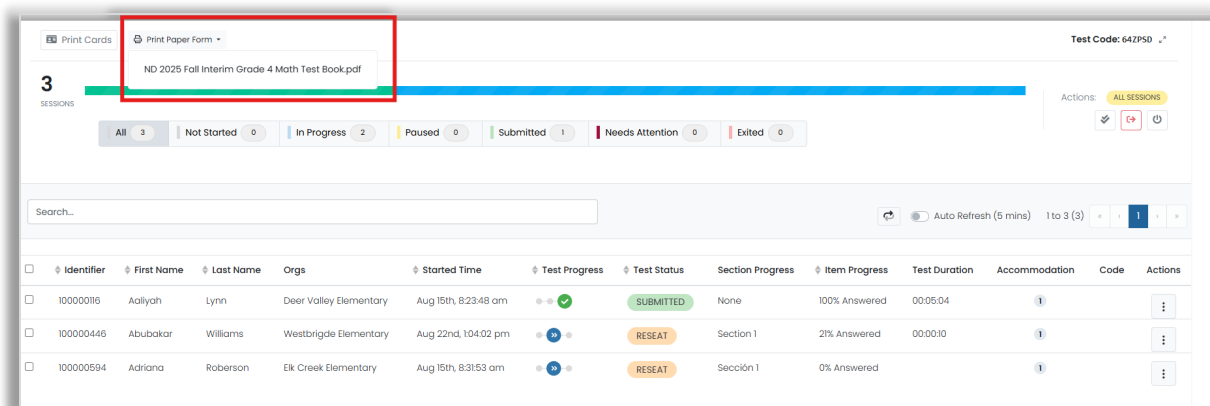 Print Cards Print Paper Form Test Code: 64ZPSD
ND 2025 Fall Interim Grade 4 Math Test Book.pdf
3
SESSIONS
Actions: ALL SESSIONS
All 3 Not Started 0 In Progress 2 Paused 0 Submitted 1 Needs Attention 0 Exited 0
Search... Auto Refresh (5 mins) 1 to 3 (3) « ‹ 1 › »
Identifier First Name Last Name Orgs Started Time Test Progress Test Status Section Progress Item Progress Test Duration Accommodation Code Actions
100000116 Aaliyah Lynn Deer Valley Elementary Aug 15th, 8:23:48 am SUBMITTED None 100% Answered 00:05:04 1
100000446 Abubakar Williams Westbrigde Elementary Aug 22nd, 1:04:02 pm RESEAT Section 1 21% Answered 00:00:10 1
100000594 Adriana Roberson Elk Creek Elementary Aug 15th, 8:31:53 am RESEAT Sección 1 0% Answered 1